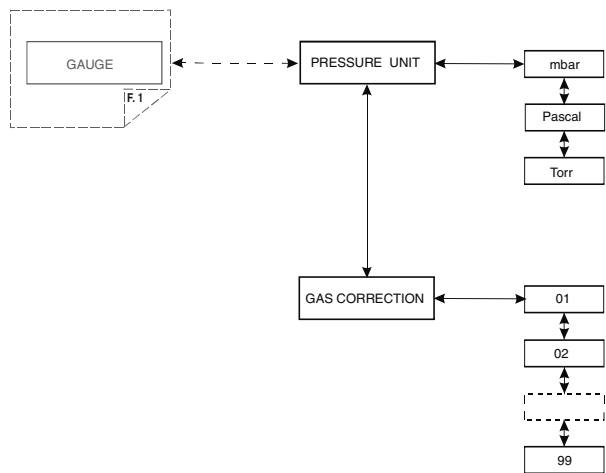 GAUGE
F.1
PRESSURE UNIT
mbar
Pascal
Torr
GAS CORRECTION
01
02
99